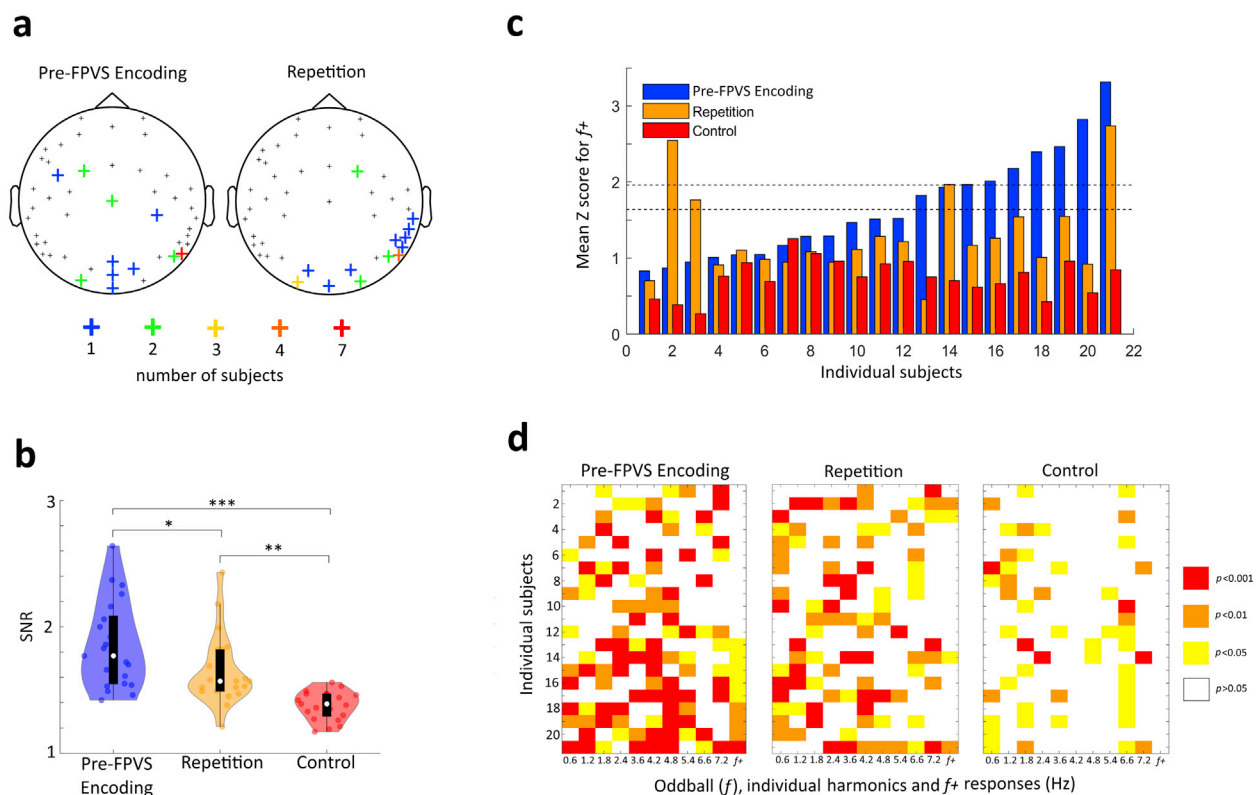 a
Pre-FPVS Encoding Repetition
1 2 3 4 7
number of subjects
b
3
2
1
SNR
***
*
**
Pre-FPVS Encoding
Repetition
Control
c
Pre-FPVS Encoding
Repetition
Control
Mean Z score for f+
3
2
1
0
0 2 4 6 8 10 12 14 16 18 20 22
Individual subjects
d
Pre-FPVS Encoding Repetition Control
Individual subjects
2
4
6
8
10
12
14
16
18
20
0.6 1.2 1.8 2.4 3.6 4.2 4.8 5.4 6.6 7.2 f+
0.6 1.2 1.8 2.4 3.6 4.2 4.8 5.4 6.6 7.2 f+
0.6 1.2 1.8 2.4 3.6 4.2 4.8 5.4 6.6 7.2 f+
Oddball (f), individual harmonics and f+ responses (Hz)
p<0.001
p<0.01
p<0.05
p>0.05